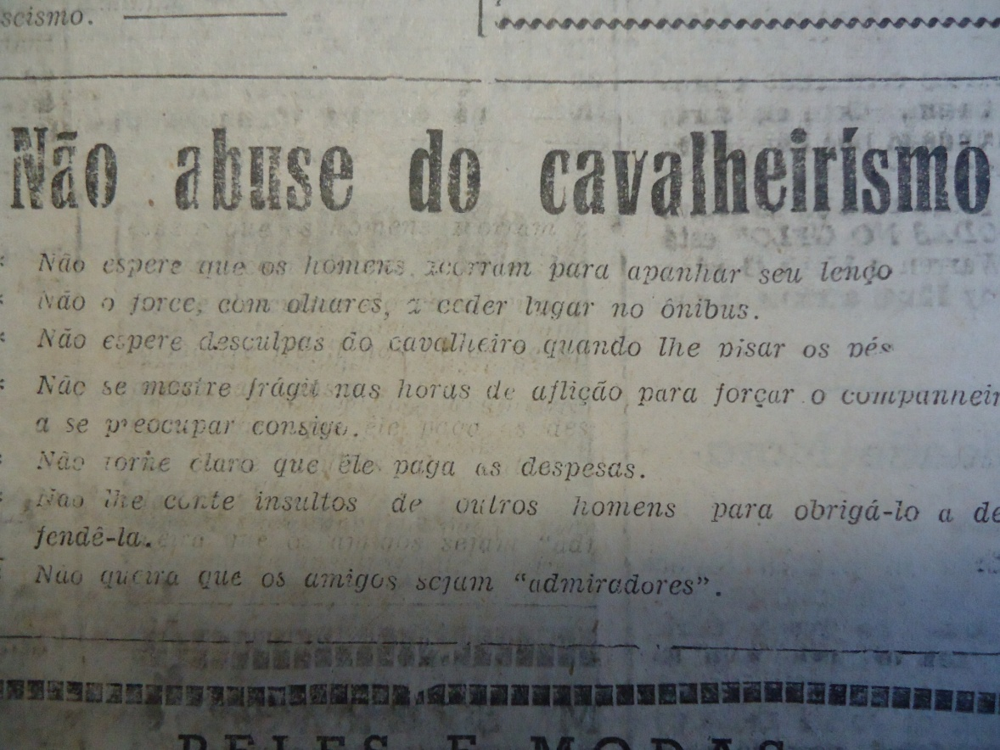 scismo.
Não abuse do cavalheirísmo
* Não espere que os homens acorram para apanhar seu lenço
* Não o force, com olhares, a ceder lugar no ônibus.
* Não espere desculpas do cavalheiro quando lhe pisar os pés
* Não se mostre frágil nas horas de aflição para forçar o companheir
a se preocupar consigo.
* Não torne claro que êle paga as despesas.
* Não lhe conte insultos de outros homens para obrigá-lo a de
fendê-la.
* Não queira que os amigos sejam “admiradores”.
PELES E MODAS